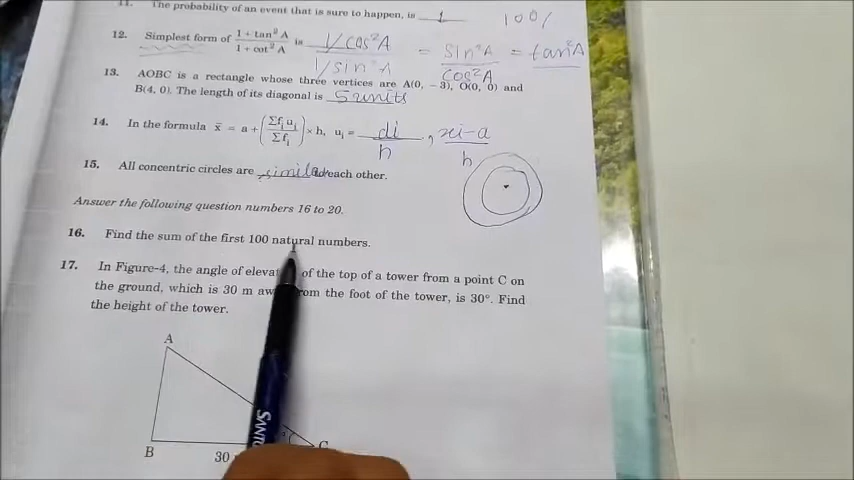 11. The probability of an event that is sure to happen, is 1 100/
12. Simplest form of 1 + tan² A / 1 + cot² A is 1/cos²A / 1/sin²A = sin²A / cos²A = tan²A
13. AOBC is a rectangle whose three vertices are A(0, – 3), O(0, 0) and
B(4, 0). The length of its diagonal is 5 units
14. In the formula x̄ = a + (Σfᵢuᵢ / Σfᵢ) × h, uᵢ = di / h , xi-a / h
15. All concentric circles are similar to each other.
Answer the following question numbers 16 to 20.
16. Find the sum of the first 100 natural numbers.
17. In Figure-4, the angle of of the top of a tower from a point C on
the ground, which is 30 m from the foot of the tower, is 30°. Find
the height of the tower.
A
B
30
C